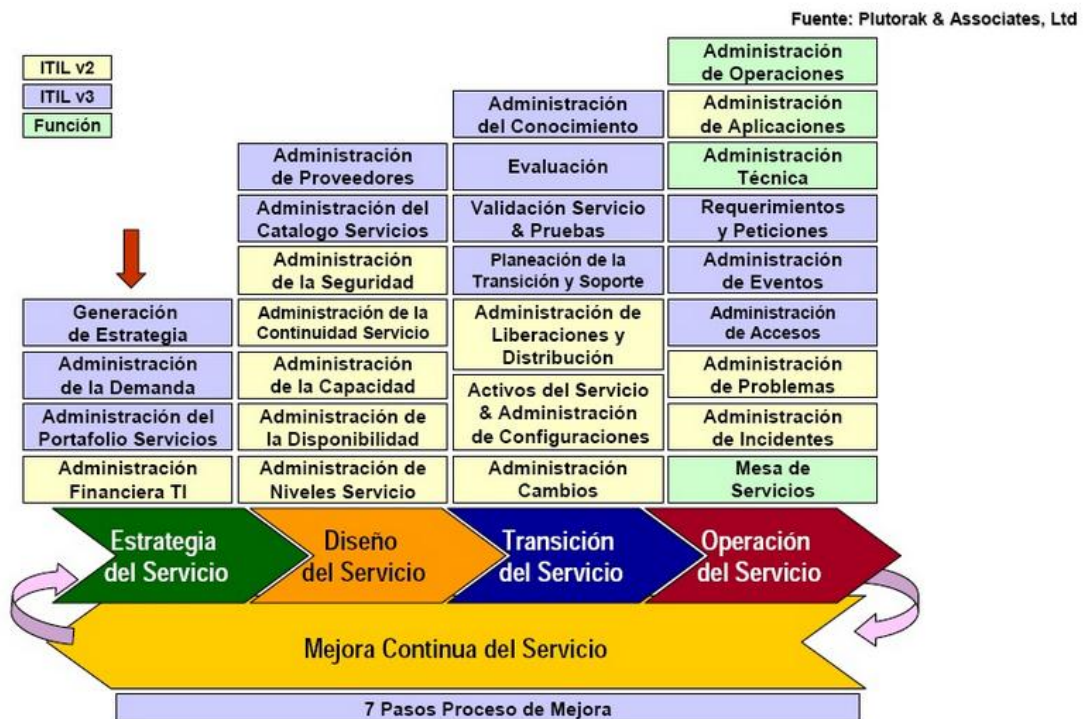 Fuente: Plutorak & Associates, Ltd
ITIL v2
ITIL v3
Función
Generación
de Estrategia
Administración
de la Demanda
Administración del
Portafolio Servicios
Administración
Financiera TI
Administración
de Proveedores
Administración del
Catalogo Servicios
Administración
de la Seguridad
Administración de la
Continuidad Servicio
Administración
de la Capacidad
Administración de
la Disponibilidad
Administración de
Niveles Servicio
Administración
del Conocimiento
Evaluación
Validación Servicio
& Pruebas
Planeación de la
Transición y Soporte
Administración de
Liberaciones y
Distribución
Activos del Servicio
& Administración
de Configuraciones
Administración
Cambios
Administración
de Operaciones
Administración
de Aplicaciones
Administración
Técnica
Requerimientos
y Peticiones
Administración
de Eventos
Administración
de Accesos
Administración
de Problemas
Administración
de Incidentes
Mesa de
Servicios
Estrategia
del Servicio
Diseño
del Servicio
Transición
del Servicio
Operación
del Servicio
Mejora Continua del Servicio
7 Pasos Proceso de Mejora